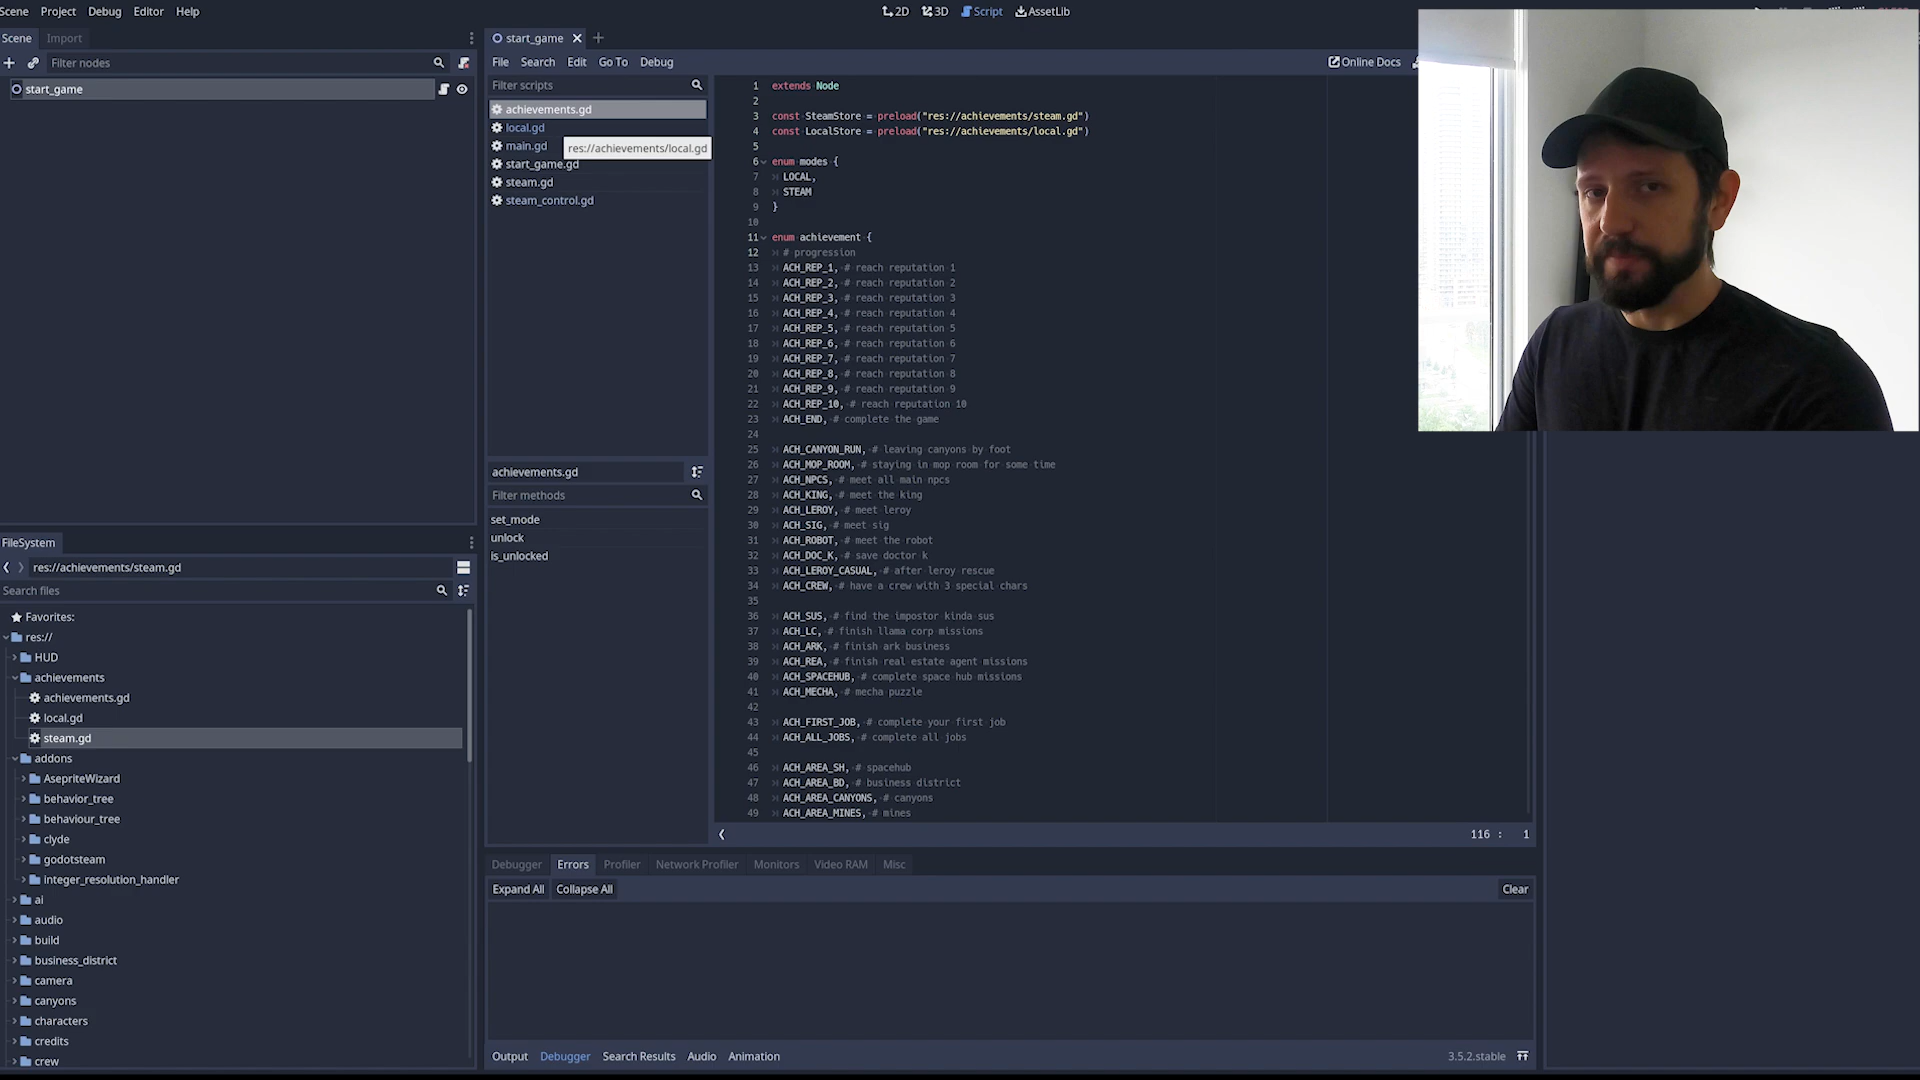 Scene Project Debug Editor Help
2D 3D Script AssetLib
Scene Import
Filter nodes
start_game
start_game
File Search Edit Go To Debug
Online Docs
Filter scripts
achievements.gd
local.gd
main.gd
start_game.gd
steam.gd
steam_control.gd
res://achievements/local.gd
achievements.gd
Filter methods
set_mode
unlock
is_unlocked
1 extends Node
2
3 const SteamStore = preload("res://achievements/steam.gd")
4 const LocalStore = preload("res://achievements/local.gd")
5
6 enum modes {
7 LOCAL,
8 STEAM
9 }
10
11 enum achievement {
12 # progression
13 ACH_REP_1, # reach reputation 1
14 ACH_REP_2, # reach reputation 2
15 ACH_REP_3, # reach reputation 3
16 ACH_REP_4, # reach reputation 4
17 ACH_REP_5, # reach reputation 5
18 ACH_REP_6, # reach reputation 6
19 ACH_REP_7, # reach reputation 7
20 ACH_REP_8, # reach reputation 8
21 ACH_REP_9, # reach reputation 9
22 ACH_REP_10, # reach reputation 10
23 ACH_END, # complete the game
24
25 ACH_CANYON_RUN, # leaving canyons by foot
26 ACH_MOP_ROOM, # staying in mop room for some time
27 ACH_NPCS, # meet all main npcs
28 ACH_KING, # meet the king
29 ACH_LEROY, # meet leroy
30 ACH_SIG, # meet sig
31 ACH_ROBOT, # meet the robot
32 ACH_DOC_K, # save doctor k
33 ACH_LEROY_CASUAL, # after leroy rescue
34 ACH_CREW, # have a crew with 3 special chars
35
36 ACH_SUS, # find the impostor kinda sus
37 ACH_LC, # finish llama corp missions
38 ACH_ARK, # finish ark business
39 ACH_REA, # finish real estate agent missions
40 ACH_SPACEHUB, # complete space hub missions
41 ACH_MECHA, # mecha puzzle
42
43 ACH_FIRST_JOB, # complete your first job
44 ACH_ALL_JOBS, # complete all jobs
45
46 ACH_AREA_SH, # spacehub
47 ACH_AREA_BD, # business district
48 ACH_AREA_CANYONS, # canyons
49 ACH_AREA_MINES, # mines
116 : 1
FileSystem
res://achievements/steam.gd
Search files
Favorites:
res://
HUD
achievements
achievements.gd
local.gd
steam.gd
addons
AsepriteWizard
behavior_tree
behaviour_tree
clyde
godotsteam
integer_resolution_handler
ai
audio
build
business_district
camera
canyons
characters
credits
crew
Debugger Errors Profiler Network Profiler Monitors Video RAM Misc
Expand All Collapse All Clear
Output Debugger Search Results Audio Animation 3.5.2.stable